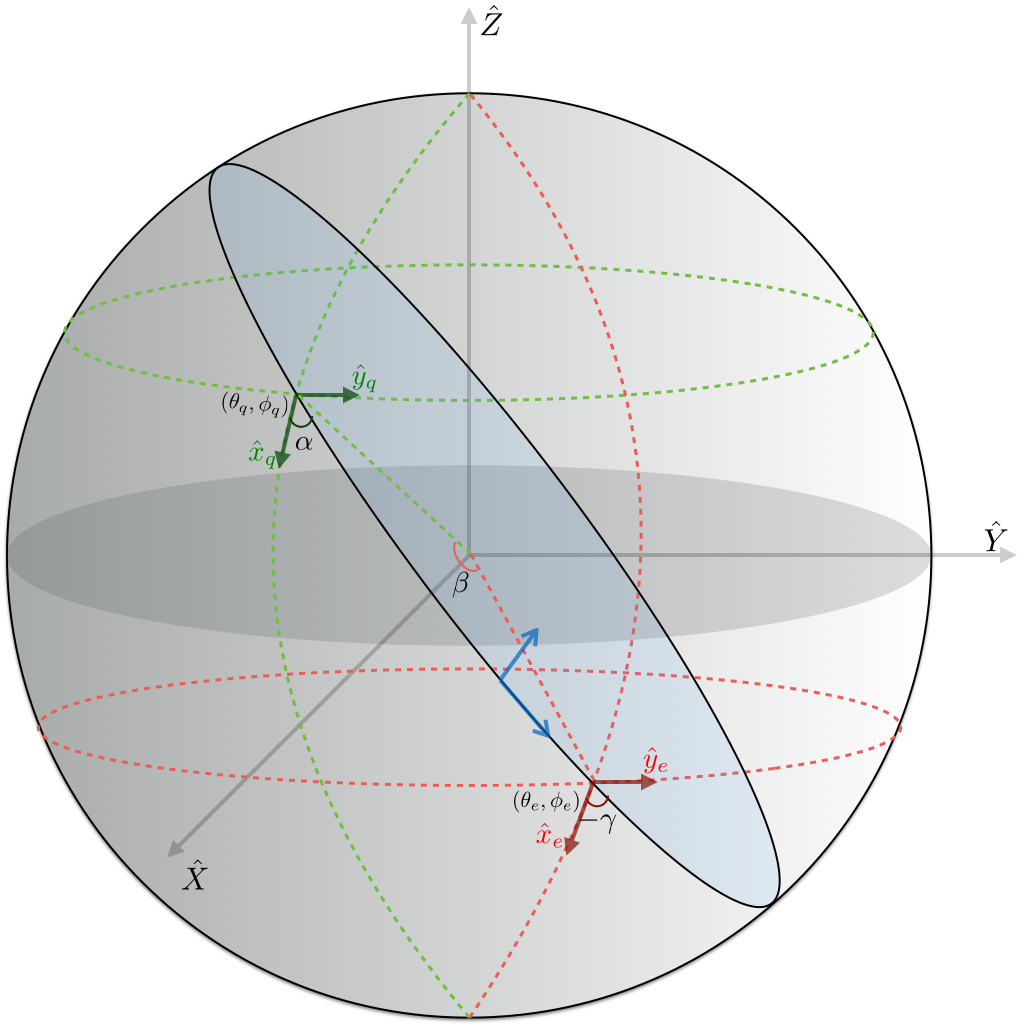 Ẑ
ŷ_q
(θ_q, ϕ_q)
α
x̂_q
Ŷ
β
ŷ_e
(θ_e, ϕ_e)
−γ
x̂_e
X̂